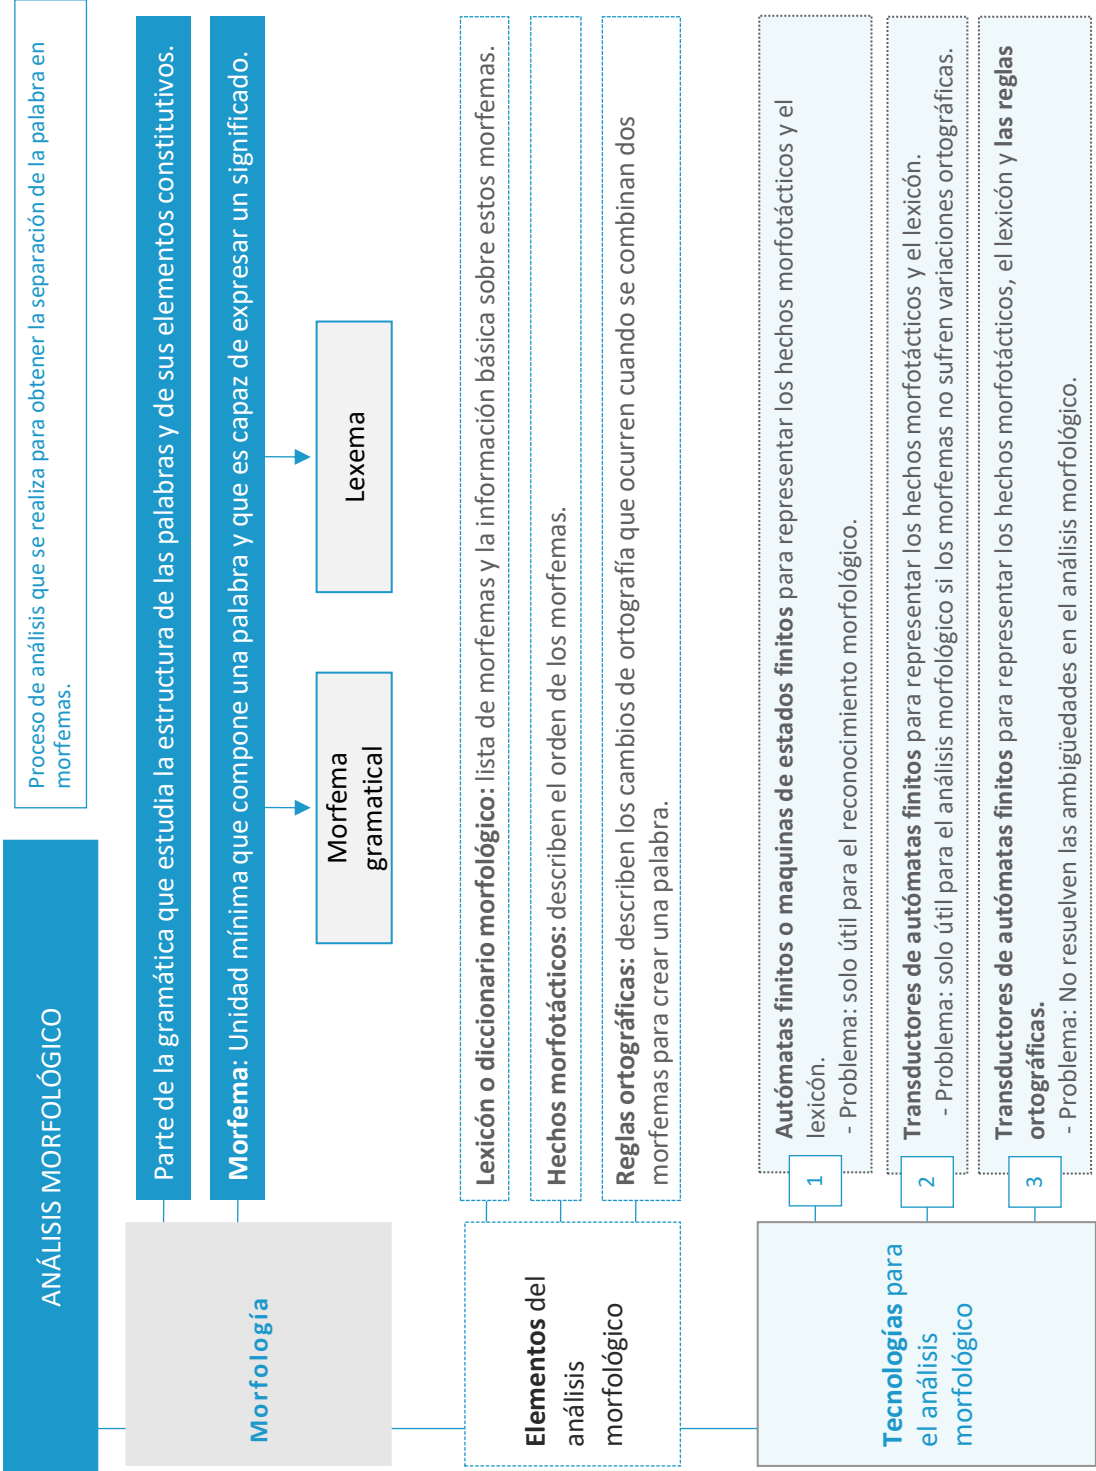 ANÁLISIS MORFOLÓGICO
Proceso de análisis que se realiza para obtener la separación de la palabra en
morfemas.
Morfología
Parte de la gramática que estudia la estructura de las palabras y de sus elementos constitutivos.
Morfema: Unidad mínima que compone una palabra y que es capaz de expresar un significado.
Morfema
gramatical
Lexema
Elementos del
análisis
morfológico
Lexicón o diccionario morfológico: lista de morfemas y la información básica sobre estos morfemas.
Hechos morfotácticos: describen el orden de los morfemas.
Reglas ortográficas: describen los cambios de ortografía que ocurren cuando se combinan dos
morfemas para crear una palabra.
Tecnologías para
el análisis
morfológico
1
Autómatas finitos o maquinas de estados finitos para representar los hechos morfotácticos y el
lexicón.
- Problema: solo útil para el reconocimiento morfológico.
2
Transductores de autómatas finitos para representar los hechos morfotácticos y el lexicón.
- Problema: solo útil para el análisis morfológico si los morfemas no sufren variaciones ortográficas.
3
Transductores de autómatas finitos para representar los hechos morfotácticos, el lexicón y las reglas
ortográficas.
- Problema: No resuelven las ambigüedades en el análisis morfológico.